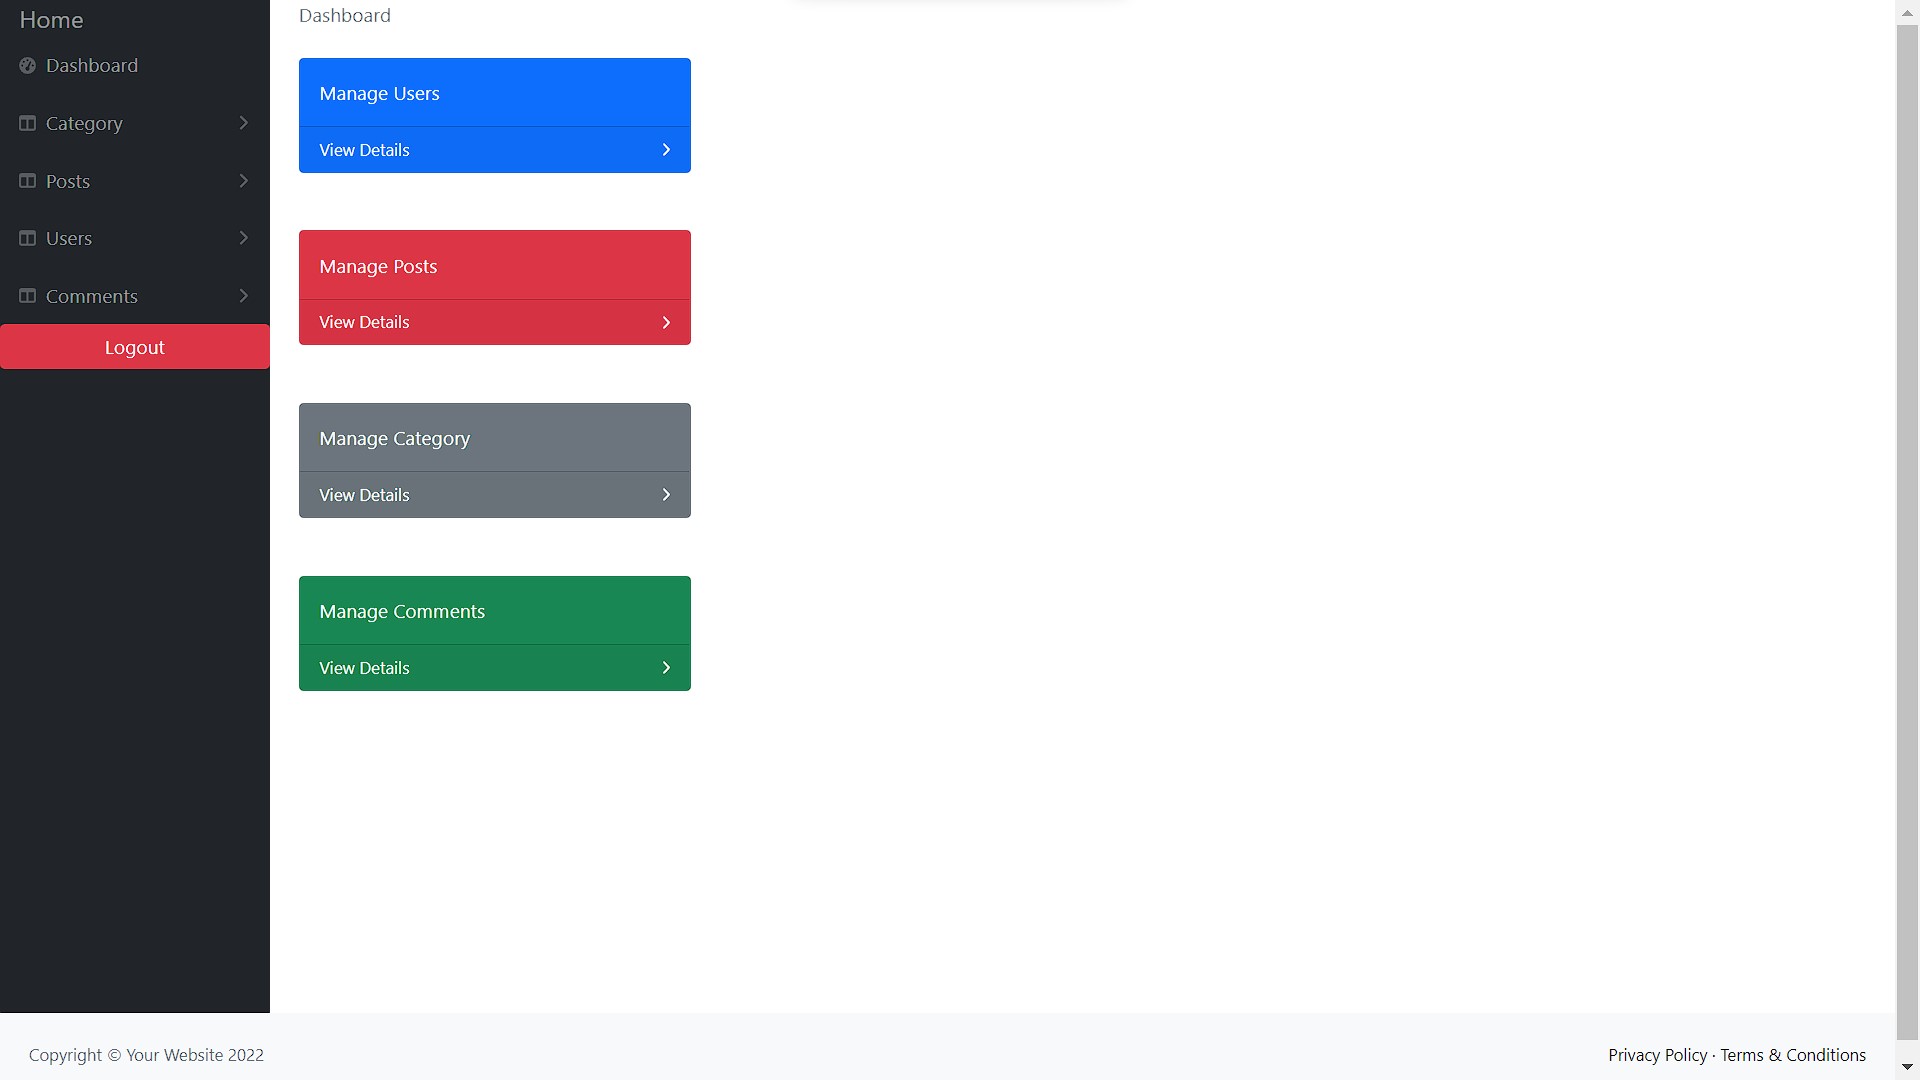 Home
Dashboard
Category
Posts
Users
Comments
Logout
Dashboard
Manage Users
View Details
Manage Posts
View Details
Manage Category
View Details
Manage Comments
View Details
Copyright © Your Website 2022
Privacy Policy · Terms & Conditions